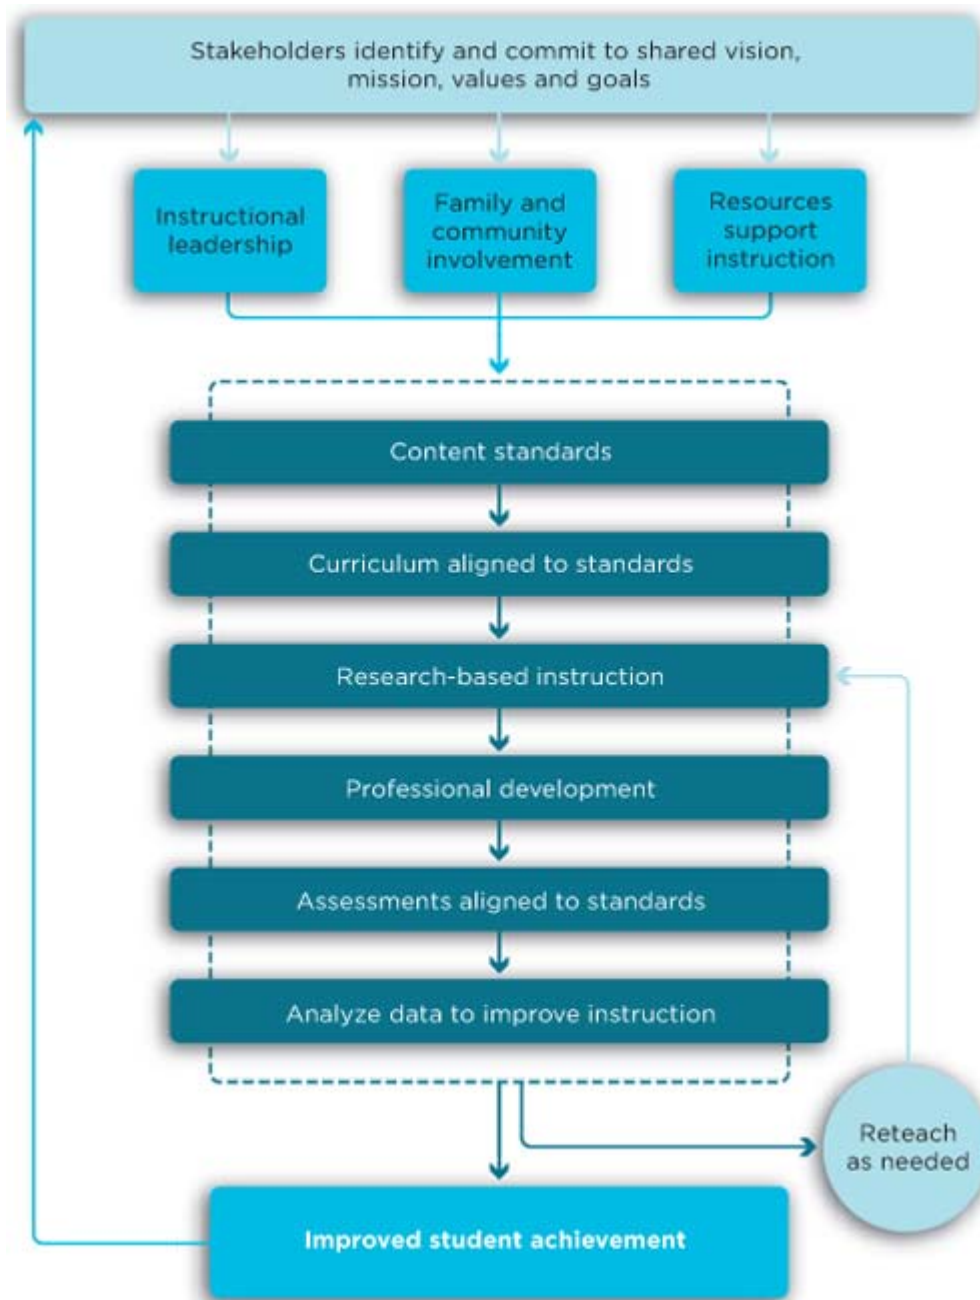 Stakeholders identify and commit to shared vision,
mission, values and goals
Instructional
leadership
Family and
community
involvement
Resources
support
instruction
Content standards
Curriculum aligned to standards
Research-based instruction
Professional development
Assessments aligned to standards
Analyze data to improve instruction
Reteach
as needed
Improved student achievement